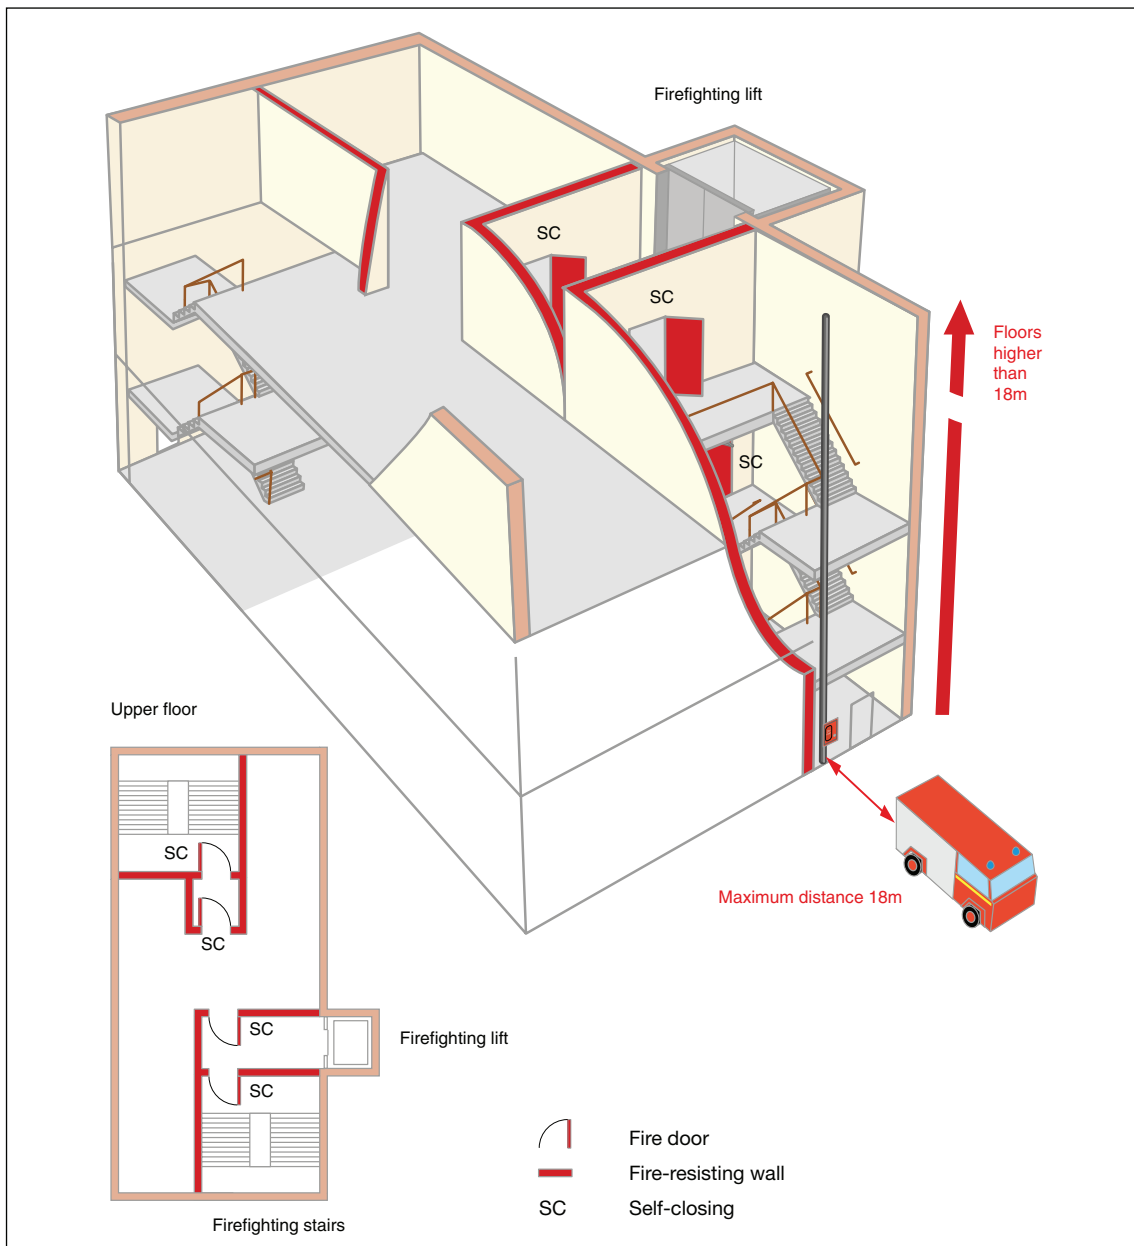 Firefighting lift
SC
SC
Floors
higher
than
18m
SC
Upper floor
Maximum distance 18m
SC
SC
SC
Firefighting lift
SC
Fire door
Fire-resisting wall
SC Self-closing
Firefighting stairs